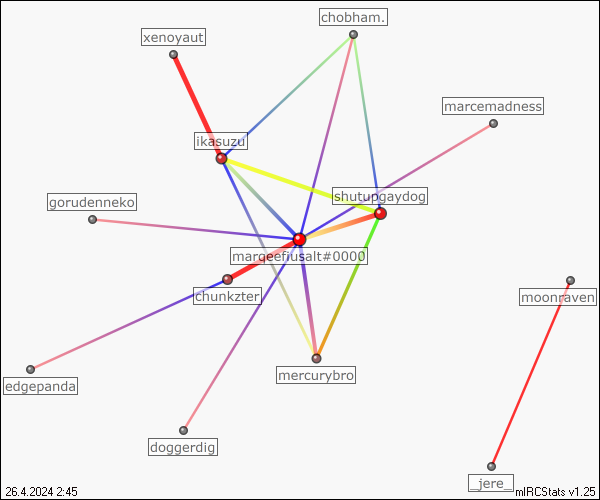 chobham.
xenoyaut
marcemadness
ikasuzu
shutupgaydog
gorudenneko
marceefiusalt#0000
chunkzter
moonraven
mercurybro
edgepanda
doggerdig
_jere_
26.4.2024 2:45
mIRCStats v1.25